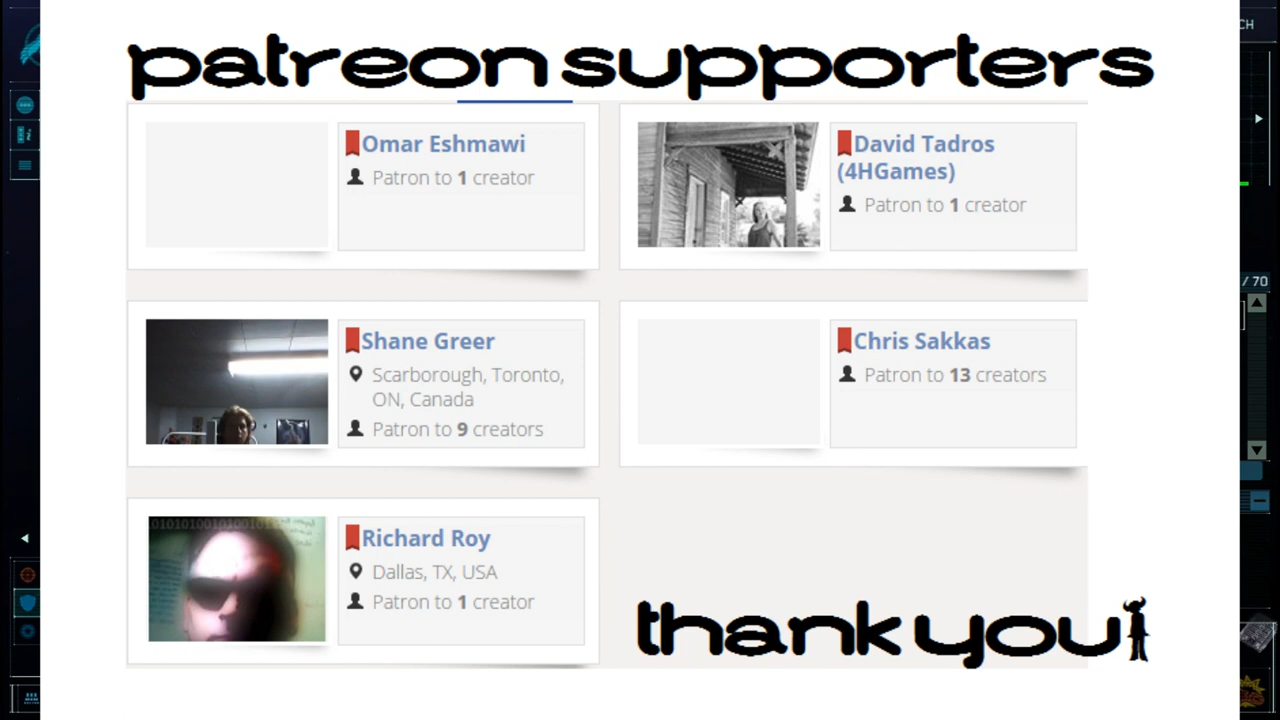 patreon supporters
CH
Omar Eshmawi
Patron to 1 creator
David Tadros
(4HGames)
Patron to 1 creator
/ 70
Shane Greer
Scarborough, Toronto,
ON, Canada
Patron to 9 creators
Chris Sakkas
Patron to 13 creators
Richard Roy
Dallas, TX, USA
Patron to 1 creator
thank you